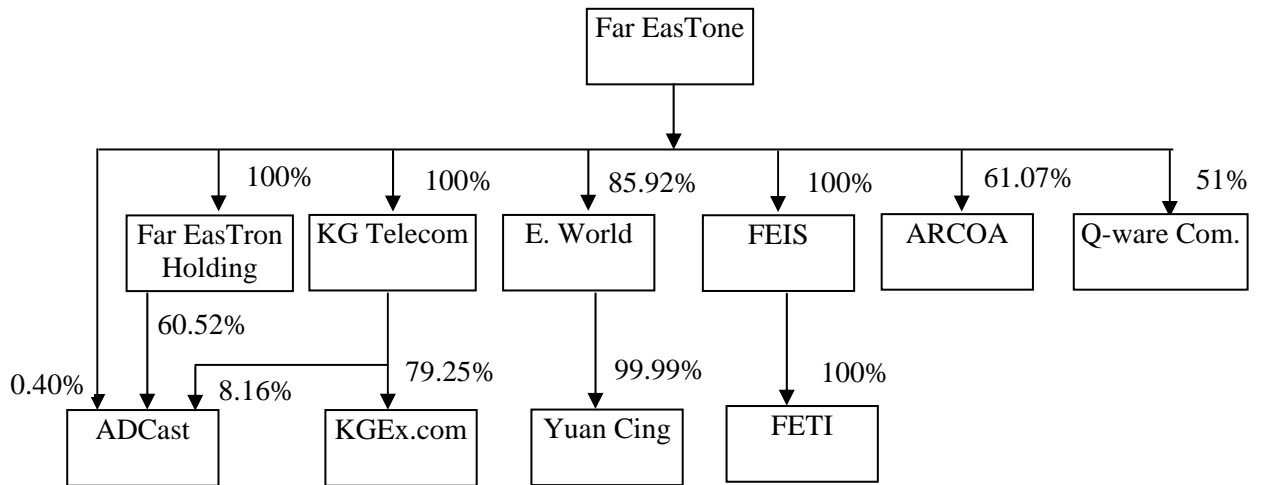 Far EasTone
100%
100%
85.92%
100%
61.07%
51%
Far EasTron
Holding
KG Telecom
E. World
FEIS
ARCOA
Q-ware Com.
60.52%
0.40%
8.16%
79.25%
99.99%
100%
ADCast
KGEx.com
Yuan Cing
FETI